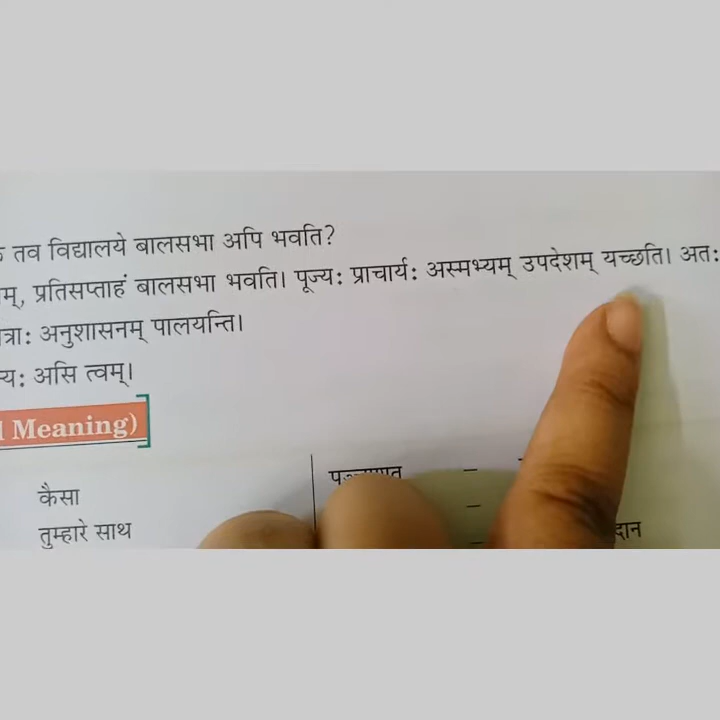 तव विद्यालये बालसभा अपि भवति?
प्रतिसप्ताहं बालसभा भवति। पूज्यः प्राचार्यः अस्मभ्यम् उपदेशम् यच्छति। अतः
अनुशासनम् पालयन्ति।
असि त्वम्।
Meaning)
कैसा
तुम्हारे साथ